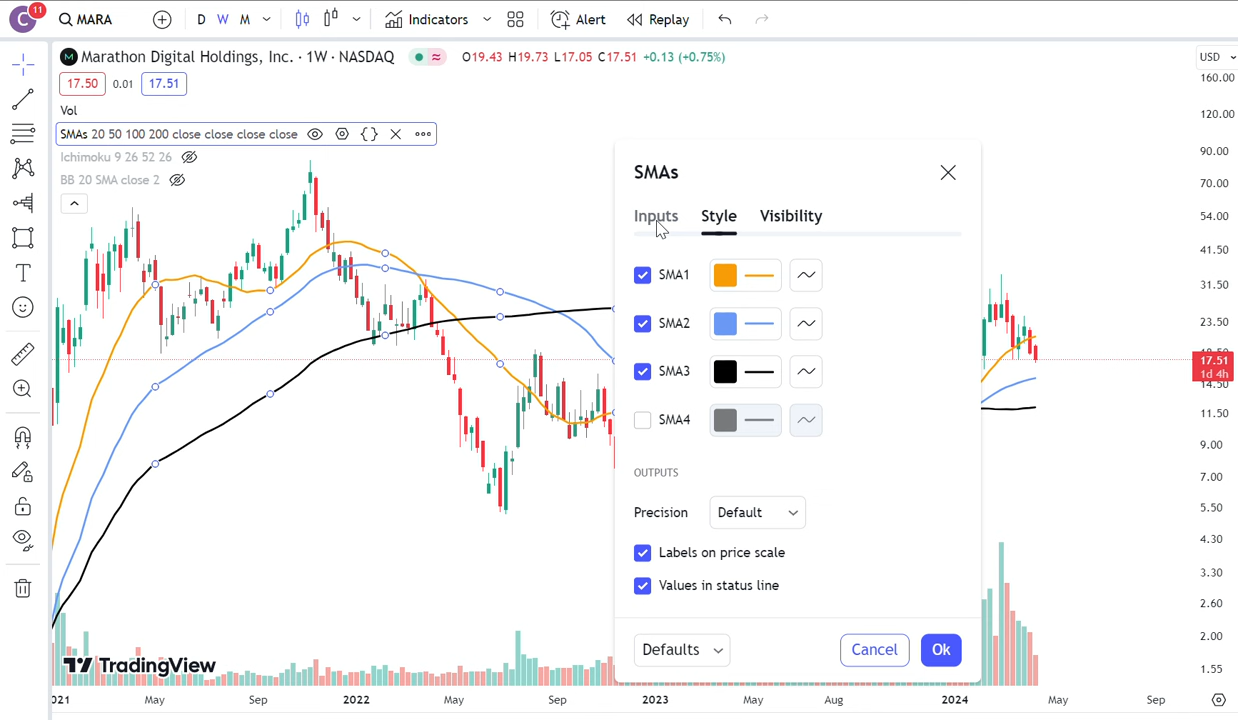 C 11 MARA D W M Indicators Alert Replay
M Marathon Digital Holdings, Inc. · 1W · NASDAQ ≈ O19.43 H19.73 L17.05 C17.51 +0.13 (+0.75%) USD
17.50 0.01 17.51
160.00
Vol
120.00
SMAs 20 50 100 200 close close close close
90.00
Ichimoku 9 26 52 26
BB 20 SMA close 2
70.00
54.00
41.50
31.50
23.50
17.51
1d 4h
14.50
11.50
9.00
7.00
5.50
4.30
3.30
2.60
2.00
1.55
SMAs
Inputs Style Visibility
SMA1
SMA2
SMA3
SMA4
OUTPUTS
Precision Default
Labels on price scale
Values in status line
Defaults Cancel Ok
TradingView
021 May Sep 2022 May Sep 2023 May Aug 2024 May Sep